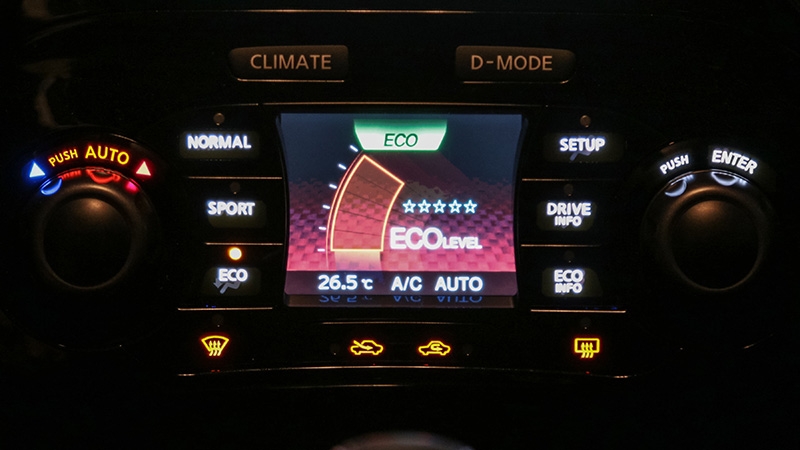 CLIMATE
D-MODE
PUSH AUTO
NORMAL
SPORT
ECO
ECO
ECO LEVEL
26.5 ℃ A/C AUTO
SETUP
DRIVE
INFO
ECO
INFO
PUSH ENTER